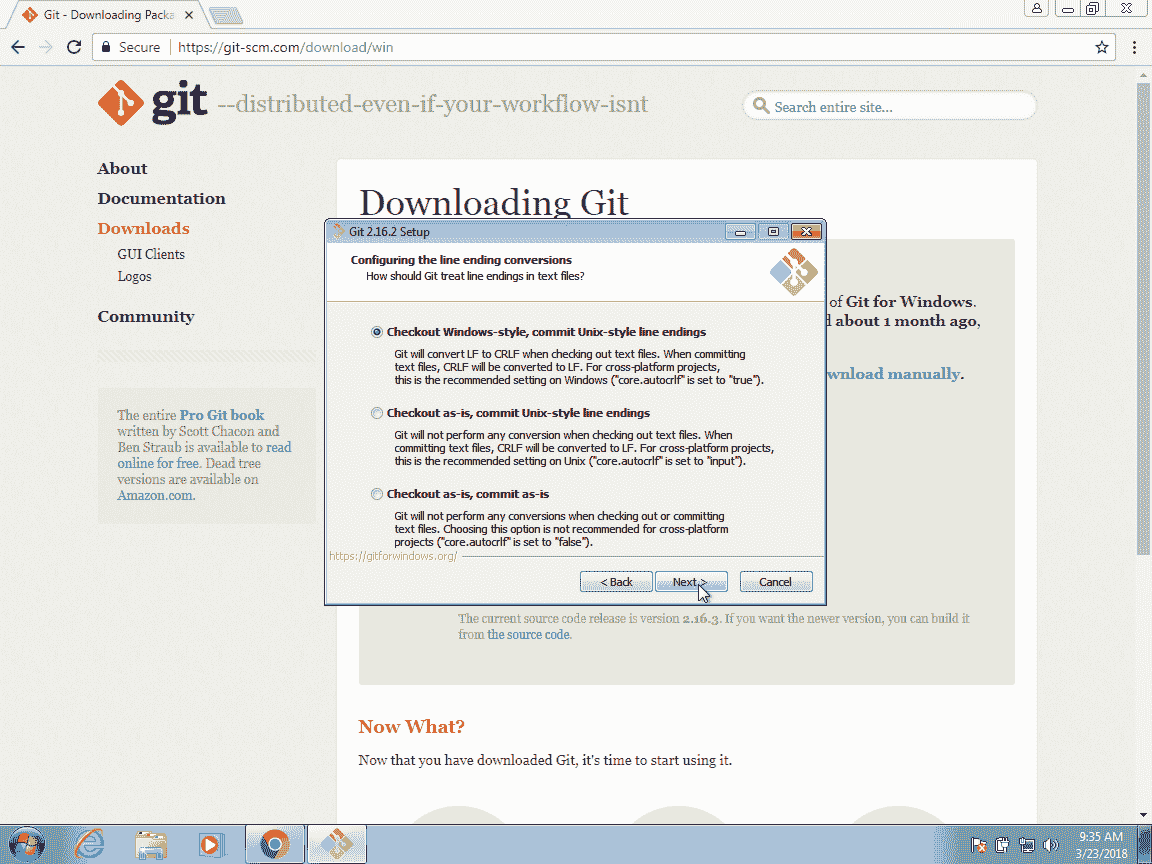 Git - Downloading Packa
Secure
https://git-scm.com/download/win
git
--distributed-even-if-your-workflow-isnt
Search entire site...
About
Documentation
Downloads
GUI Clients
Logos
Community
The entire Pro Git book
written by Scott Chacon and
Ben Straub is available to read
online for free. Dead tree
versions are available on
Amazon.com.
Downloading Git
of Git for Windows.
about 1 month ago,
wnload manually.
Git 2.16.2 Setup
Configuring the line ending conversions
How should Git treat line endings in text files?
Checkout Windows-style, commit Unix-style line endings
Git will convert LF to CRLF when checking out text files. When committing
text files, CRLF will be converted to LF. For cross-platform projects,
this is the recommended setting on Windows ("core.autocrlf" is set to "true").
Checkout as-is, commit Unix-style line endings
Git will not perform any conversion when checking out text files. When
committing text files, CRLF will be converted to LF. For cross-platform projects,
this is the recommended setting on Unix ("core.autocrlf" is set to "input").
Checkout as-is, commit as-is
Git will not perform any conversions when checking out or committing
text files. Choosing this option is not recommended for cross-platform
projects ("core.autocrlf" is set to "false").
https://gitforwindows.org/
< Back
Next >
Cancel
The current source code release is version 2.16.3. If you want the newer version, you can build it
from the source code.
Now What?
Now that you have downloaded Git, it's time to start using it.
9:35 AM
3/23/2018